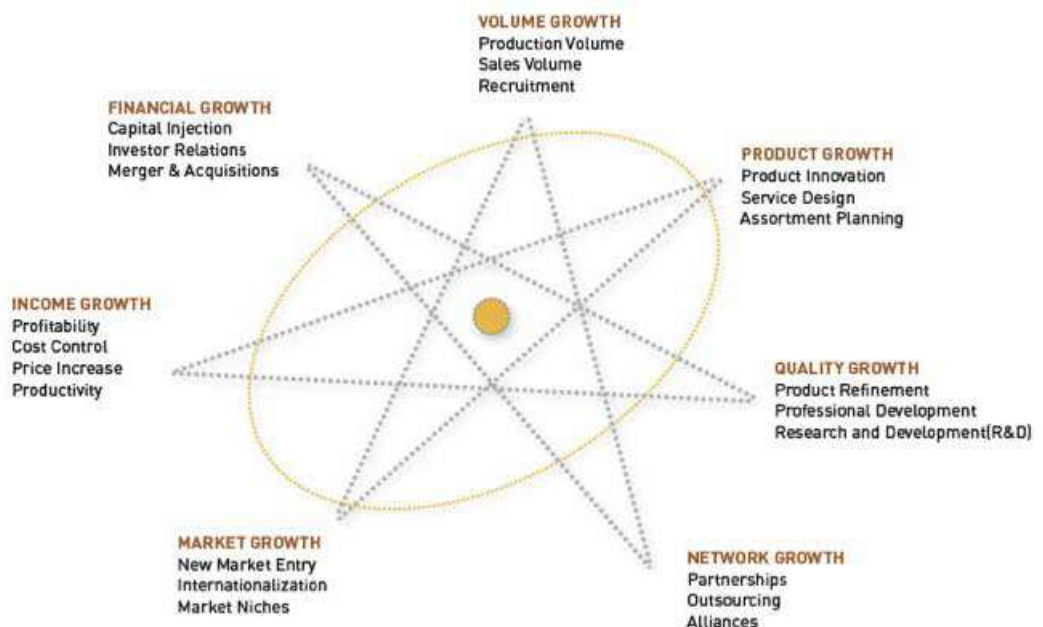 VOLUME GROWTH
Production Volume
Sales Volume
Recruitment
FINANCIAL GROWTH
Capital Injection
Investor Relations
Merger & Acquisitions
PRODUCT GROWTH
Product Innovation
Service Design
Assortment Planning
INCOME GROWTH
Profitability
Cost Control
Price Increase
Productivity
QUALITY GROWTH
Product Refinement
Professional Development
Research and Development(R&D)
MARKET GROWTH
New Market Entry
Internationalization
Market Niches
NETWORK GROWTH
Partnerships
Outsourcing
Alliances